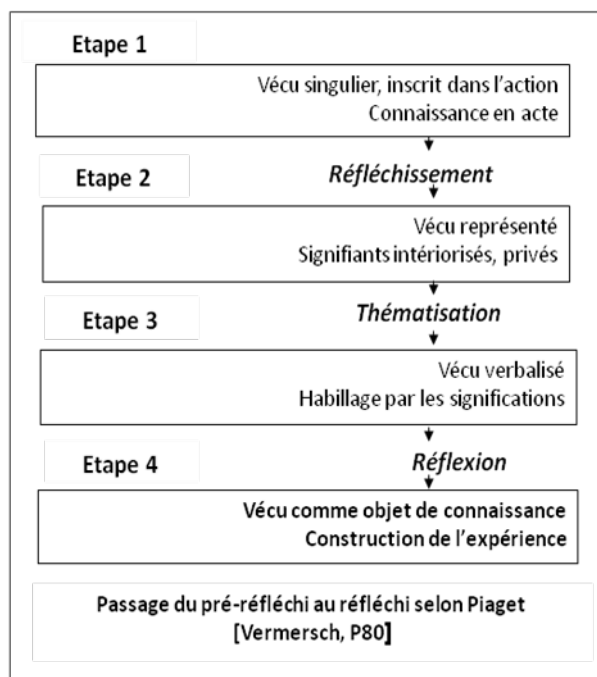 Etape 1
Vécu singulier, inscrit dans l'action
Connaissance en acte
Etape 2
Réfléchissement
Vécu représenté
Signifiants intériorisés, privés
Etape 3
Thématisation
Vécu verbalisé
Habillage par les significations
Etape 4
Réflexion
Vécu comme objet de connaissance
Construction de l'expérience
Passage du pré-réfléchi au réfléchi selon Piaget
[Vermersch, P80]